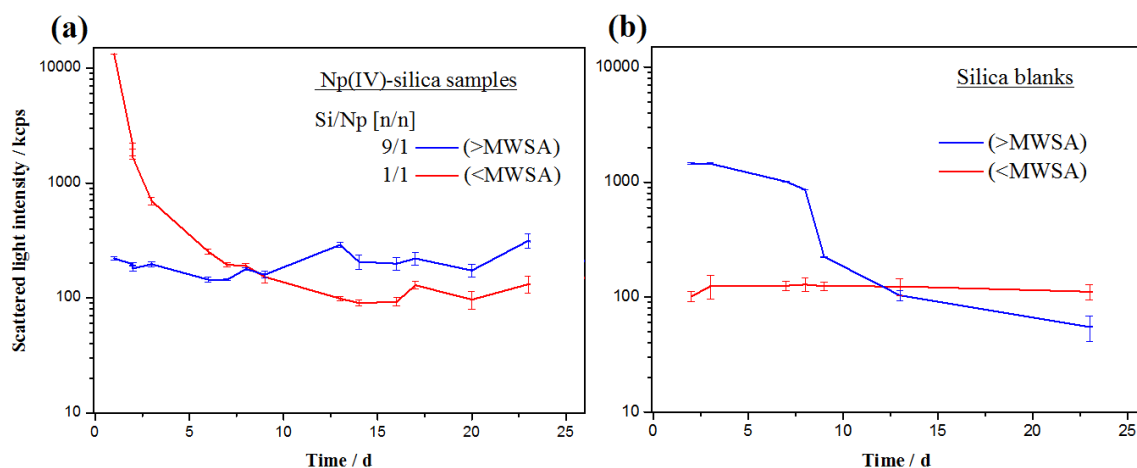 (a)
Scattered light intensity / kcps
10000
1000
100
10
Np(IV)-silica samples
Si/Np [n/n]
9/1 (>MWSA)
1/1 (<MWSA)
0 5 10 15 20 25
Time / d
(b)
10000
1000
100
10
Silica blanks
(>MWSA)
(<MWSA)
0 5 10 15 20 25
Time / d